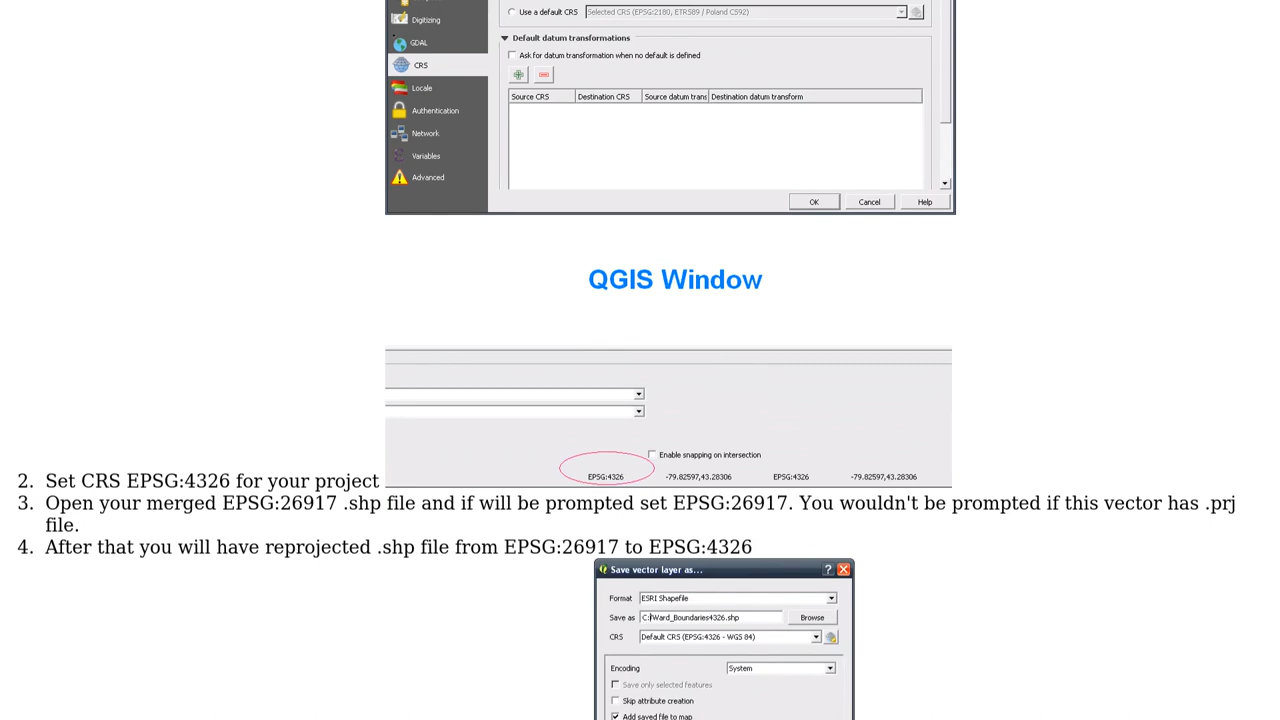 Digitizing
Use a default CRS
Selected CRS (EPSG:2180, ETRS89 / Poland CS92)
GDAL
Default datum transformations
CRS
Ask for datum transformation when no default is defined
Locale
Source CRS
Destination CRS
Source datum trans
Destination datum transform
Authentication
Network
Variables
Advanced
OK
Cancel
Help
QGIS Window
Enable snapping on intersection
EPSG:4326
-79.82597,43.28306
EPSG:4326
-79.82597,43.28306
2. Set CRS EPSG:4326 for your project
3. Open your merged EPSG:26917 .shp file and if will be prompted set EPSG:26917. You wouldn't be prompted if this vector has .prj
file.
4. After that you will have reprojected .shp file from EPSG:26917 to EPSG:4326
Save vector layer as...
Format
ESRI Shapefile
Save as
C:\Ward_Boundaries4326.shp
Browse
CRS
Default CRS (EPSG:4326 - WGS 84)
Encoding
System
Save only selected features
Skip attribute creation
Add saved file to map